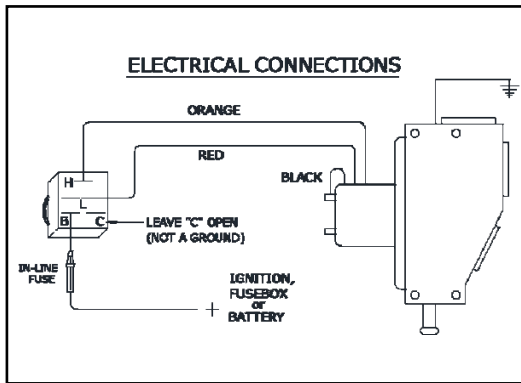 ELECTRICAL CONNECTIONS
ORANGE
RED
BLACK
H
L
B C
LEAVE "C" OPEN
(NOT A GROUND)
IN-LINE
FUSE
+
IGNITION,
FUSEBOX
or
BATTERY